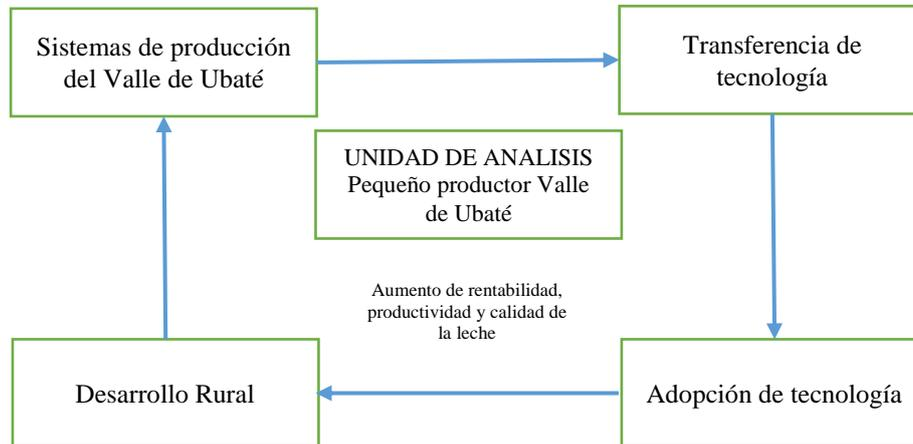 Sistemas de producción
del Valle de Ubaté
Transferencia de
tecnología
UNIDAD DE ANALISIS
Pequeño productor Valle
de Ubaté
Aumento de rentabilidad,
productividad y calidad de
la leche
Desarrollo Rural
Adopción de tecnología